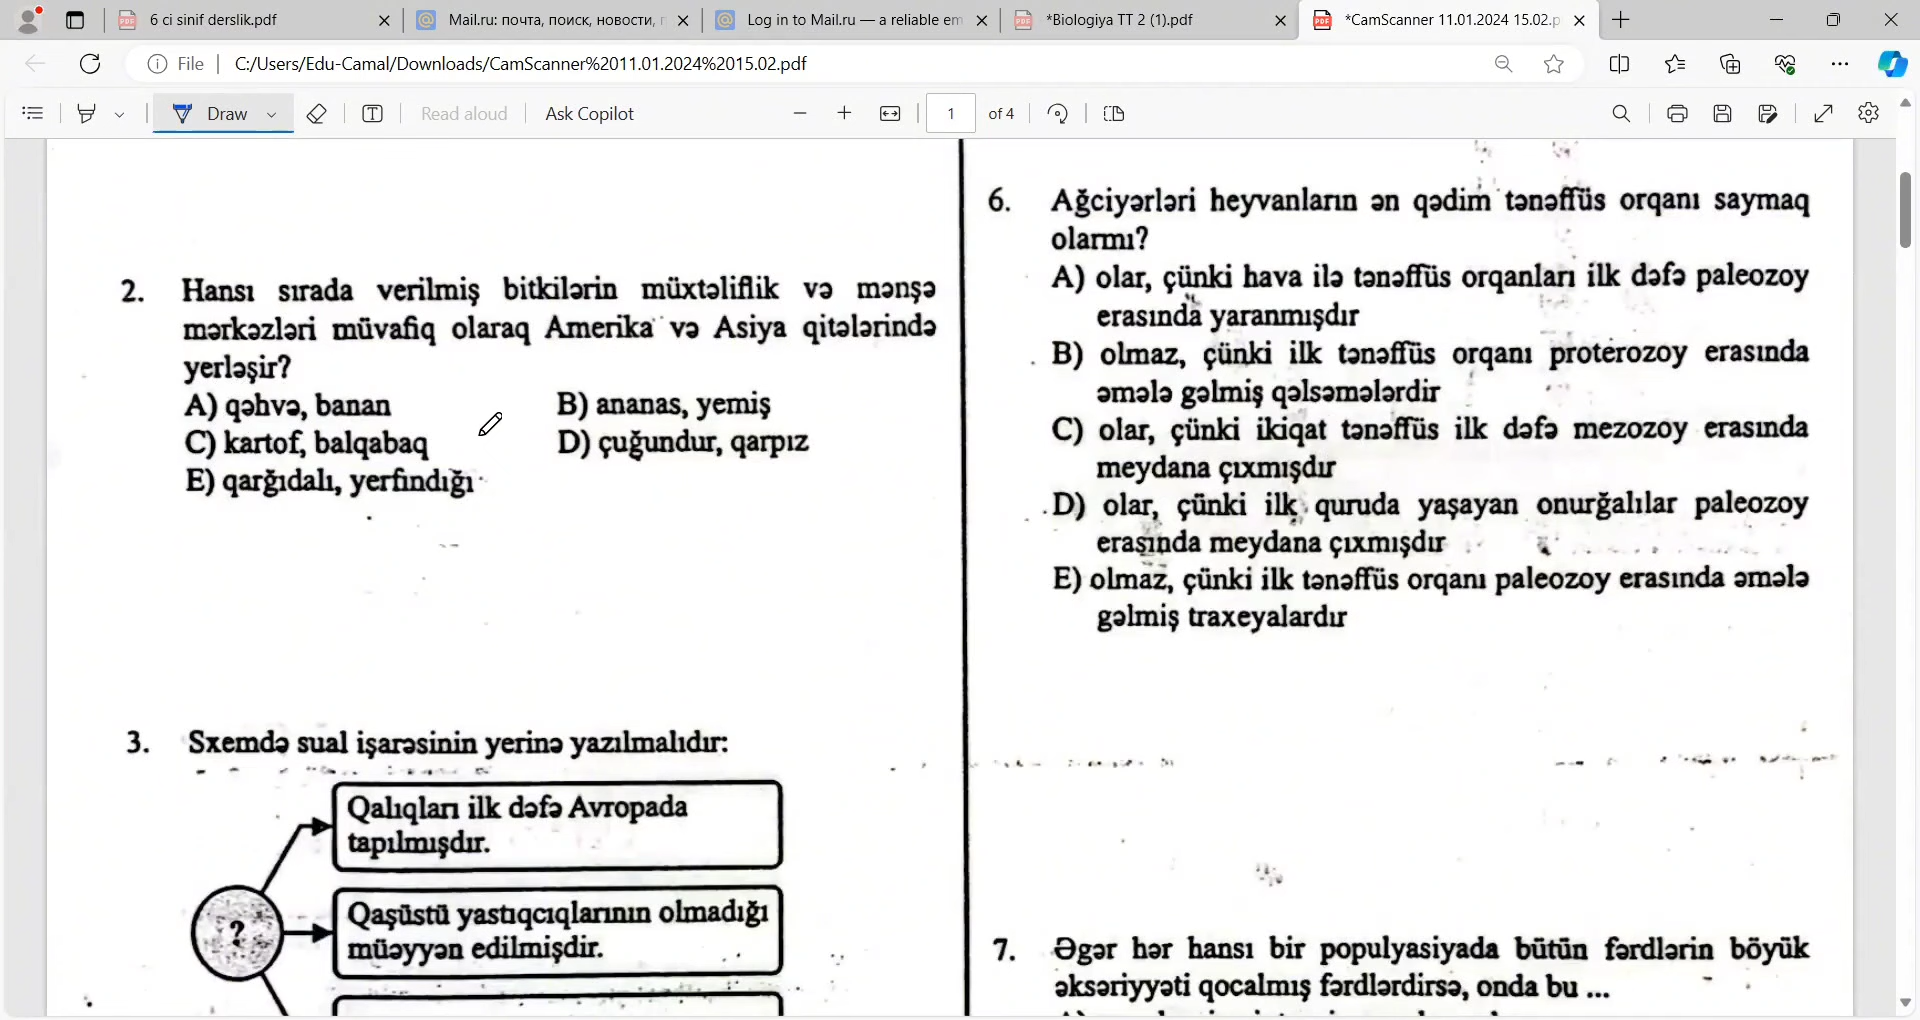 6 ci sinif derslik.pdf
Mail.ru: почта, поиск, новости,
Log in to Mail.ru — a reliable em
*Biologiya TT 2 (1).pdf
*CamScanner 11.01.2024 15.02.p
File
C:/Users/Edu-Camal/Downloads/CamScanner%2011.01.2024%2015.02.pdf
Draw
Read aloud
Ask Copilot
1 of 4
2. Hansı sırada verilmiş bitkilərin müxtəliflik və mənşə
mərkəzləri müvafiq olaraq Amerika və Asiya qitələrində
yerləşir?
A) qəhvə, banan
B) ananas, yemiş
C) kartof, balqabaq
D) çuğundur, qarpız
E) qarğıdalı, yerfındığı
3. Sxemdə sual işarəsinin yerinə yazılmalıdır:
Qalıqları ilk dəfə Avropada
tapılmışdır.
?
Qaşüstü yastıqcıqlarının olmadığı
müəyyən edilmişdir.
6. Ağciyərləri heyvanların ən qədim tənəffüs orqanı saymaq
olarmı?
A) olar, çünki hava ilə tənəffüs orqanları ilk dəfə paleozoy
erasında yaranmışdır
B) olmaz, çünki ilk tənəffüs orqanı proterozoy erasında
əmələ gəlmiş qəlsəmələrdir
C) olar, çünki ikiqat tənəffüs ilk dəfə mezozoy erasında
meydana çıxmışdır
D) olar, çünki ilk quruda yaşayan onurğalılar paleozoy
erasında meydana çıxmışdır
E) olmaz, çünki ilk tənəffüs orqanı paleozoy erasında əmələ
gəlmiş traxeyalardır
7. Əgər hər hansı bir populyasiyada bütün fərdlərin böyük
əksəriyyəti qocalmış fərdlərdirsə, onda bu ...